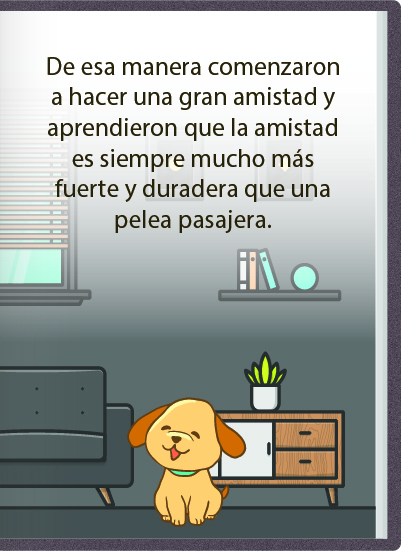 De esa manera comenzaron
a hacer una gran amistad y
aprendieron que la amistad
es siempre mucho más
fuerte y duradera que una
pelea pasajera.